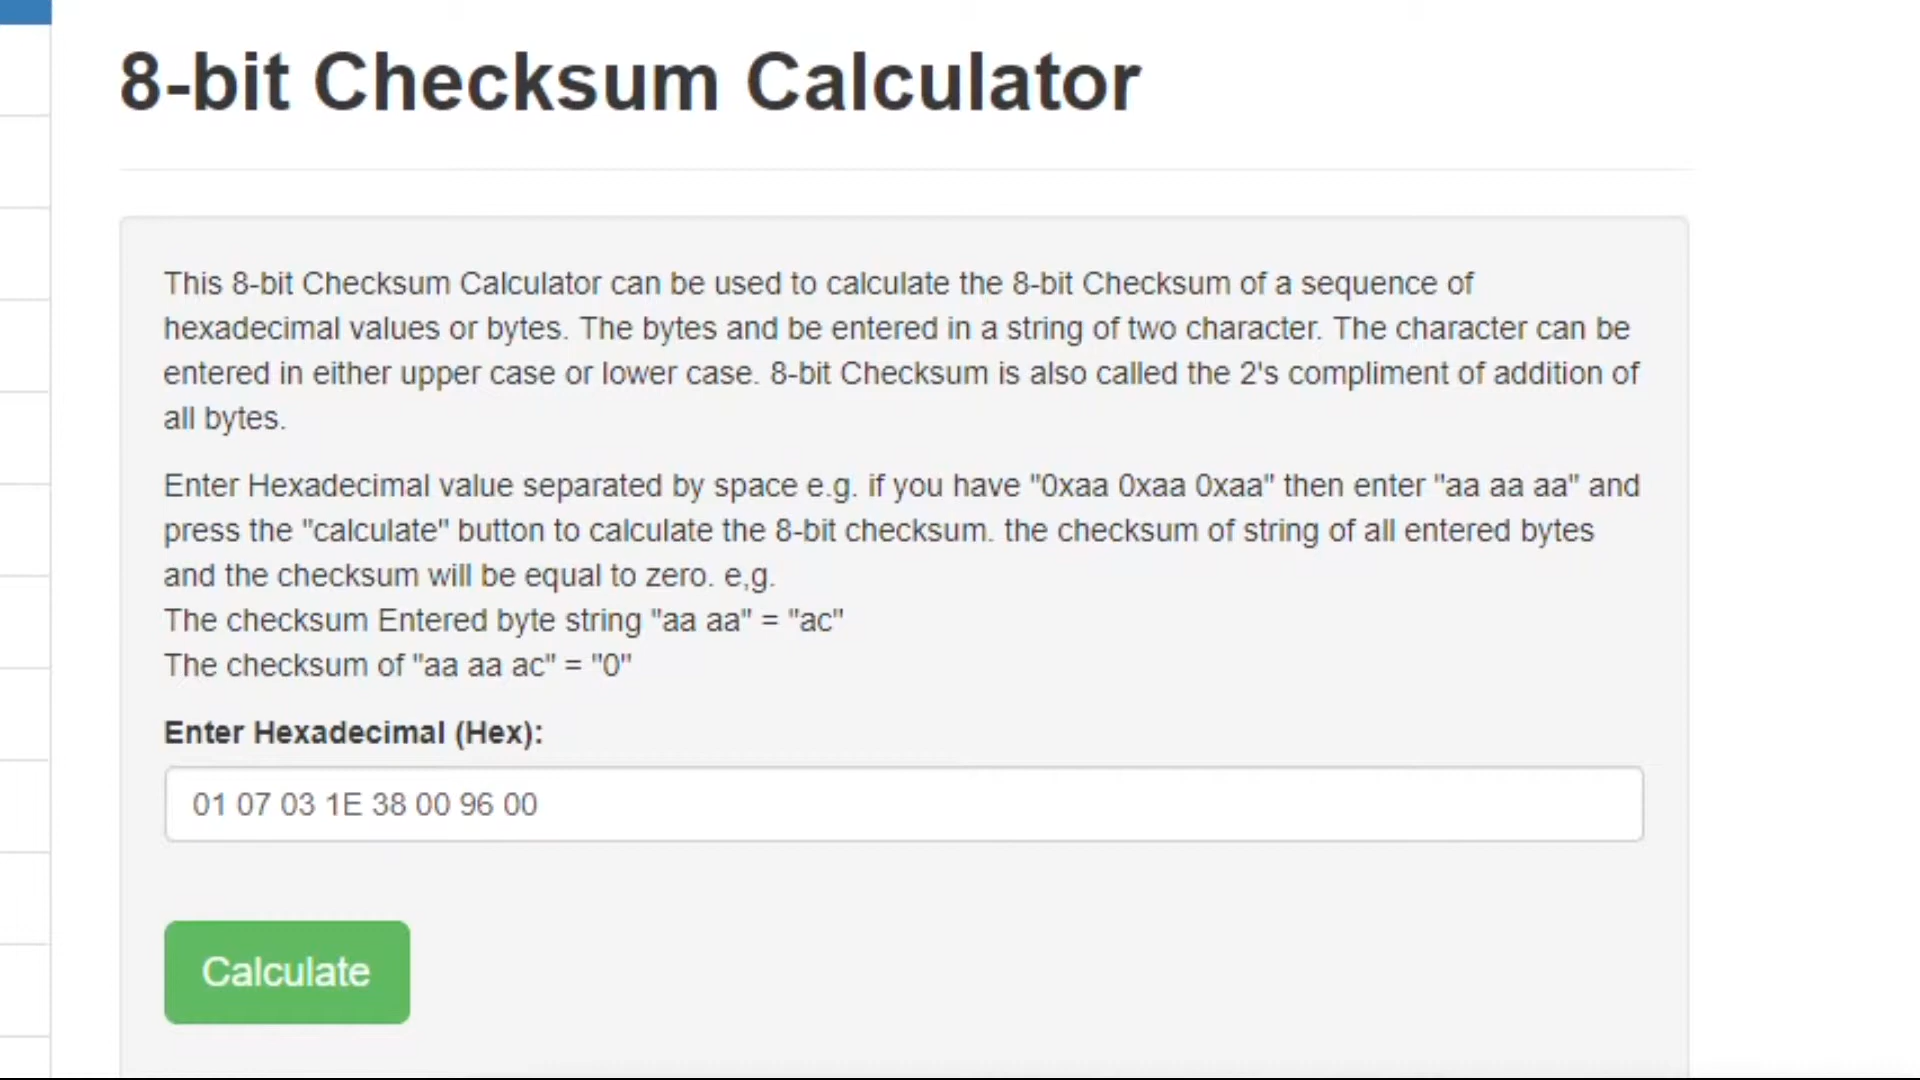 8-bit Checksum Calculator
This 8-bit Checksum Calculator can be used to calculate the 8-bit Checksum of a sequence of
hexadecimal values or bytes. The bytes and be entered in a string of two character. The character can be
entered in either upper case or lower case. 8-bit Checksum is also called the 2's compliment of addition of
all bytes.
Enter Hexadecimal value separated by space e.g. if you have "0xaa 0xaa 0xaa" then enter "aa aa aa" and
press the "calculate" button to calculate the 8-bit checksum. the checksum of string of all entered bytes
and the checksum will be equal to zero. e,g.
The checksum Entered byte string "aa aa" = "ac"
The checksum of "aa aa ac" = "0"
Enter Hexadecimal (Hex):
01 07 03 1E 38 00 96 00
Calculate